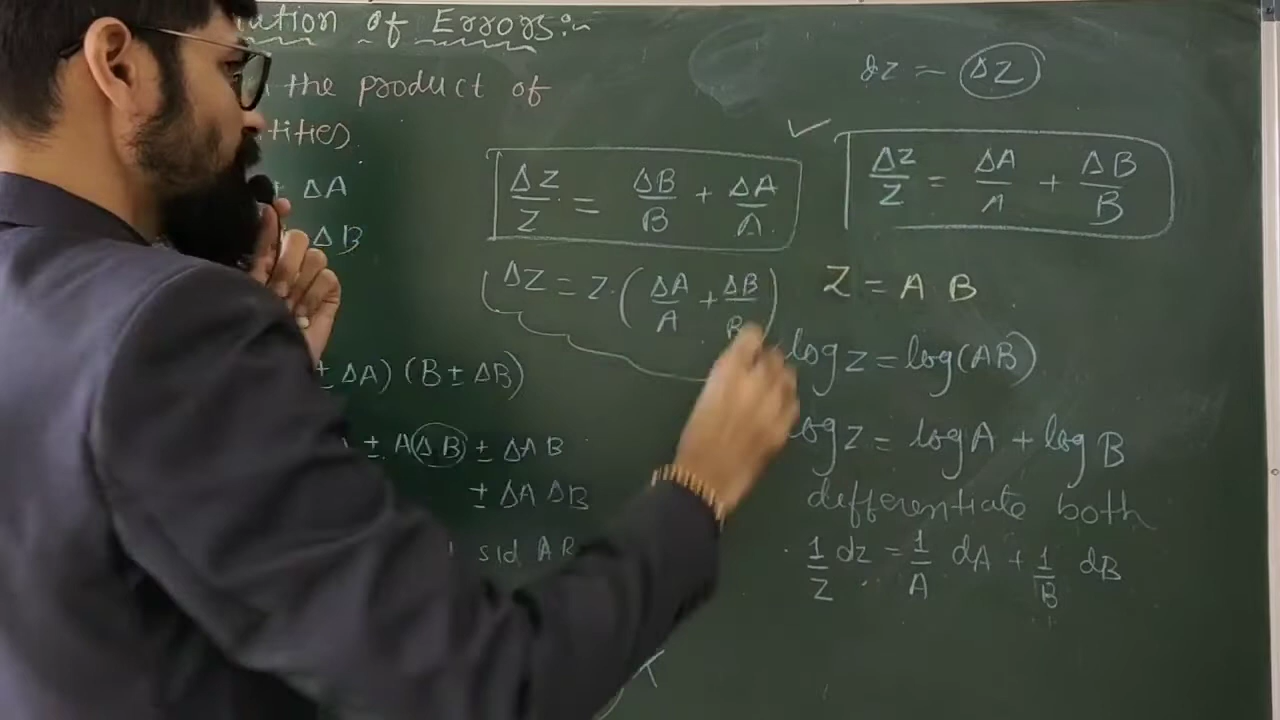 of Errors:-
the product of
± ΔA
ΔB
± ΔA) (B ± ΔB)
± A(ΔB) ± ΔA B
± ΔA ΔB
sid AB
ΔZ/Z = ΔB/B + ΔA/A
ΔZ = Z·(ΔA/A + ΔB/B)
dZ ~ ΔZ
ΔZ/Z = ΔA/A + ΔB/B
Z = A B
log Z = log(AB)
log Z = log A + log B
differentiate both
1/Z dZ = 1/A dA + 1/B dB